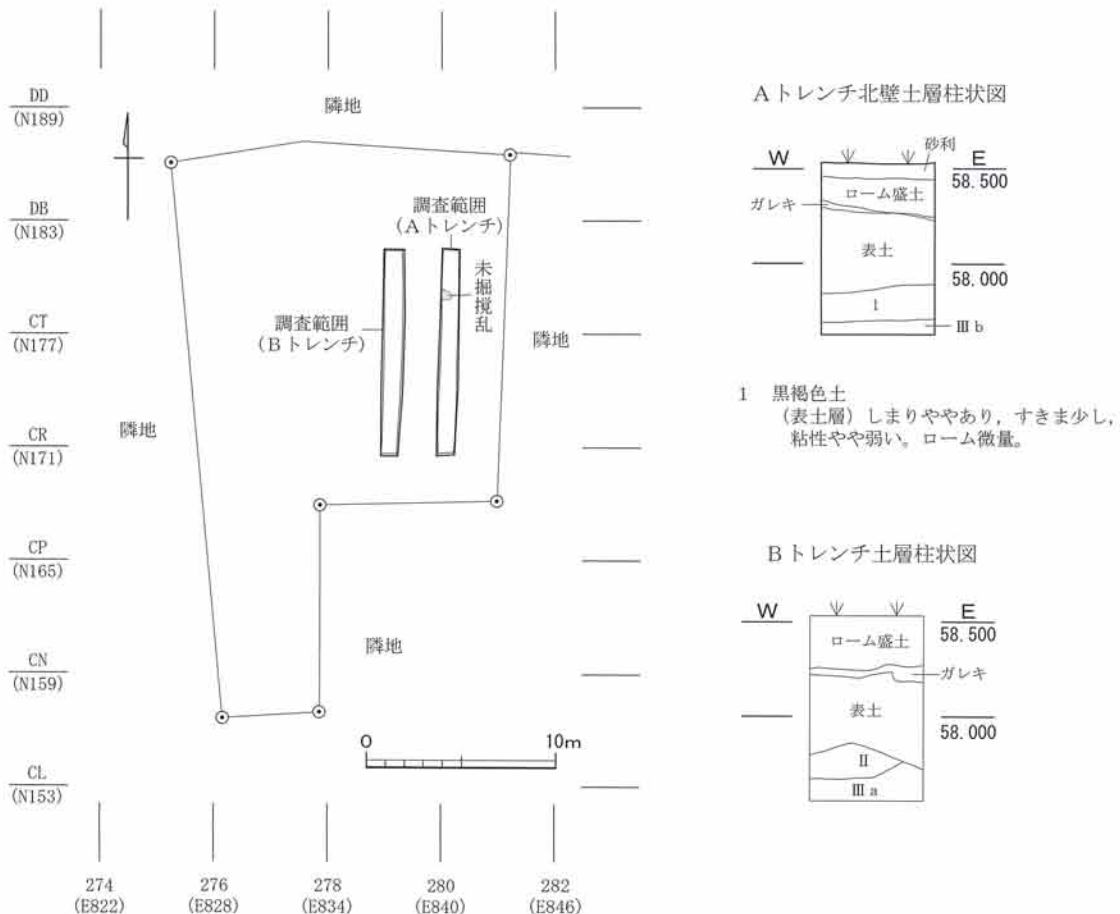 DD
(N189)
DB
(N183)
CT
(N177)
CR
(N171)
CP
(N165)
CN
(N159)
CL
(N153)
隣地
調査範囲
(Aトレンチ)
未掘攪乱
調査範囲
(Bトレンチ)
隣地
隣地
隣地
0 10m
274
(E822)
276
(E828)
278
(E834)
280
(E840)
282
(E846)
Aトレンチ北壁土層柱状図
砂利
W E
58.500
ローム盛土
ガレキ
表土
58.000
1
Ⅲb
1 黒褐色土
(表土層) しまりややあり,すきま少し,
粘性やや弱い。ローム微量。
Bトレンチ土層柱状図
W E
58.500
ローム盛土
ガレキ
表土
58.000
Ⅱ
Ⅲa